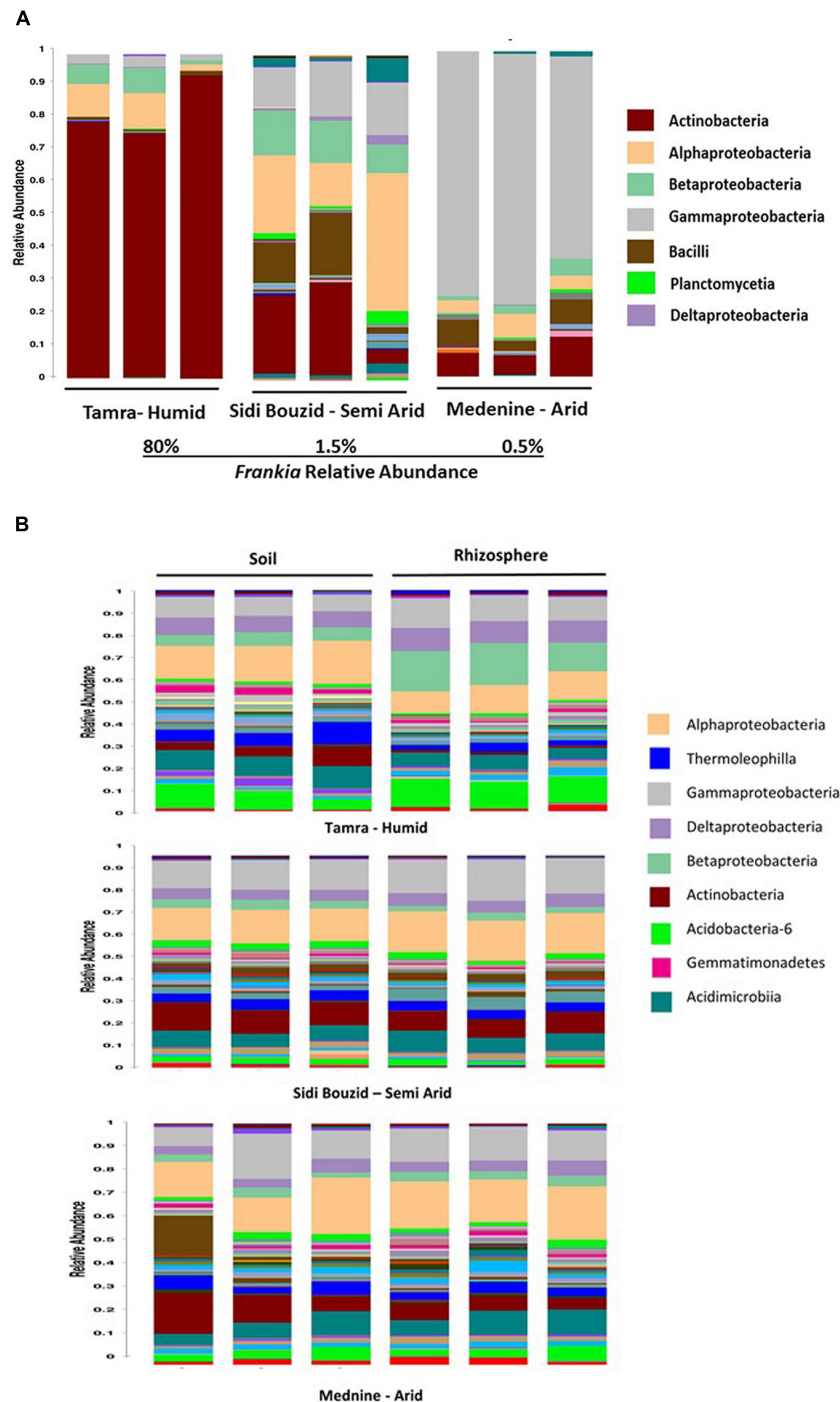 A
-
1
0.9
0.8
0.7
0.6
0.5
0.4
0.3
0.2
0.1
0
Relative Abundance
Actinobacteria
Alphaproteobacteria
Betaproteobacteria
Gammaproteobacteria
Bacilli
Planctomycetia
Deltaproteobacteria
Tamra- Humid
Sidi Bouzid - Semi Arid
Medenine - Arid
80%
1.5%
0.5%
Frankia Relative Abundance
B
Soil
Rhizosphere
1
0.9
0.8
0.7
0.6
0.5
0.4
0.3
0.2
0.1
0
Relative Abundance
Tamra - Humid
1
0.9
0.8
0.7
0.6
0.5
0.4
0.3
0.2
0.1
0
Relative Abundance
Sidi Bouzid – Semi Arid
1
0.9
0.8
0.7
0.6
0.5
0.4
0.3
0.2
0.1
0
Relative Abundance
Mednine - Arid
Alphaproteobacteria
Thermoleophilla
Gammaproteobacteria
Deltaproteobacteria
Betaproteobacteria
Actinobacteria
Acidobacteria-6
Gemmatimonadetes
Acidimicrobiia